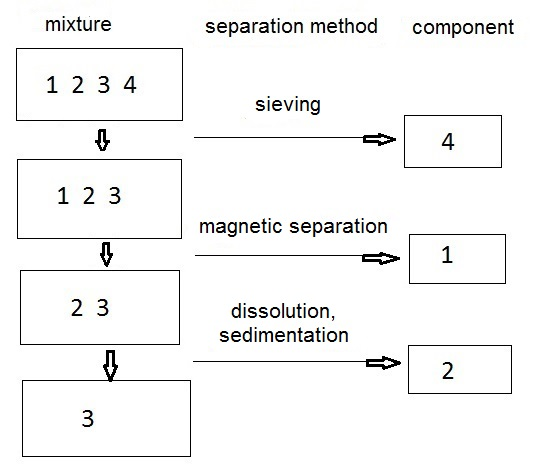 mixture
separation method
component
1 2 3 4
sieving
4
1 2 3
magnetic separation
1
2 3
dissolution,
sedimentation
2
3